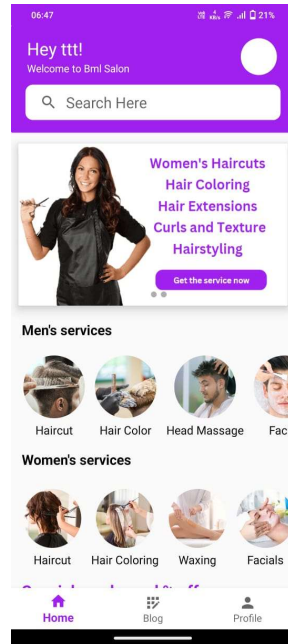 06:47
21%
Hey ttt!
Welcome to Bml Salon
Search Here
Women's Haircuts
Hair Coloring
Hair Extensions
Curls and Texture
Hairstyling
Get the service now
Men's services
Haircut Hair Color Head Massage Fac
Women's services
Haircut Hair Coloring Waxing Facials
Home Blog Profile